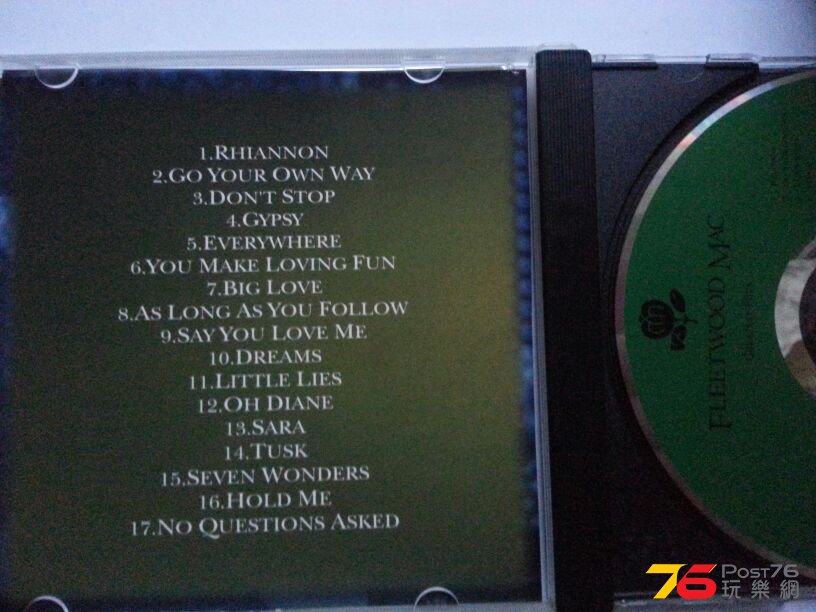 1.RHIANNON
2.GO YOUR OWN WAY
3.DON'T STOP
4.GYPSY
5.EVERYWHERE
6.YOU MAKE LOVING FUN
7.BIG LOVE
8.AS LONG AS YOU FOLLOW
9.SAY YOU LOVE ME
10.DREAMS
11.LITTLE LIES
12.OH DIANE
13.SARA
14.TUSK
15.SEVEN WONDERS
16.HOLD ME
17.NO QUESTIONS ASKED
FLEETWOOD MAC
76 POST76
玩樂網